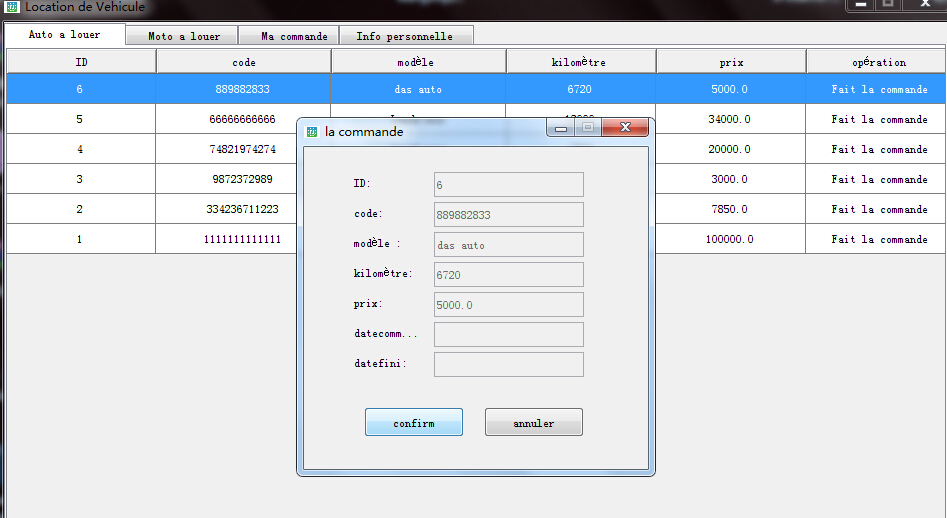 Location de Vehicule
Auto a louer Moto a louer Ma commande Info personnelle
ID code modèle kilomètre prix opération
6 889882833 das auto 6720 5000.0 Fait la commande
5 66666666666 34000.0 Fait la commande
4 74821974274 20000.0 Fait la commande
3 9872372989 3000.0 Fait la commande
2 334236711223 7850.0 Fait la commande
1 1111111111111 100000.0 Fait la commande
la commande
ID: 6
code: 889882833
modèle : das auto
kilomètre: 6720
prix: 5000.0
datecomm...
datefini:
confirm annuler